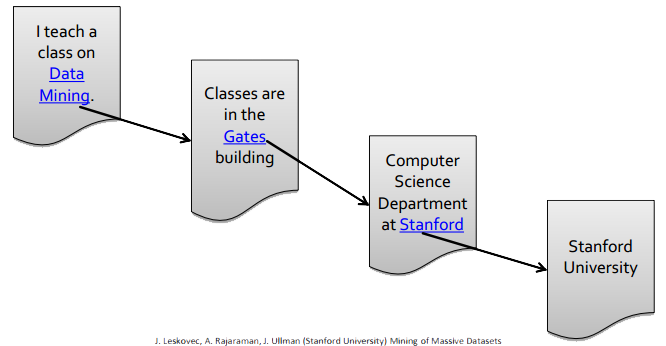 I teach a
class on
Data
Mining.
Classes are
in the
Gates
building
Computer
Science
Department
at Stanford
Stanford
University
J. Leskovec, A. Rajaraman, J. Ullman (Stanford University) Mining of Massive Datasets